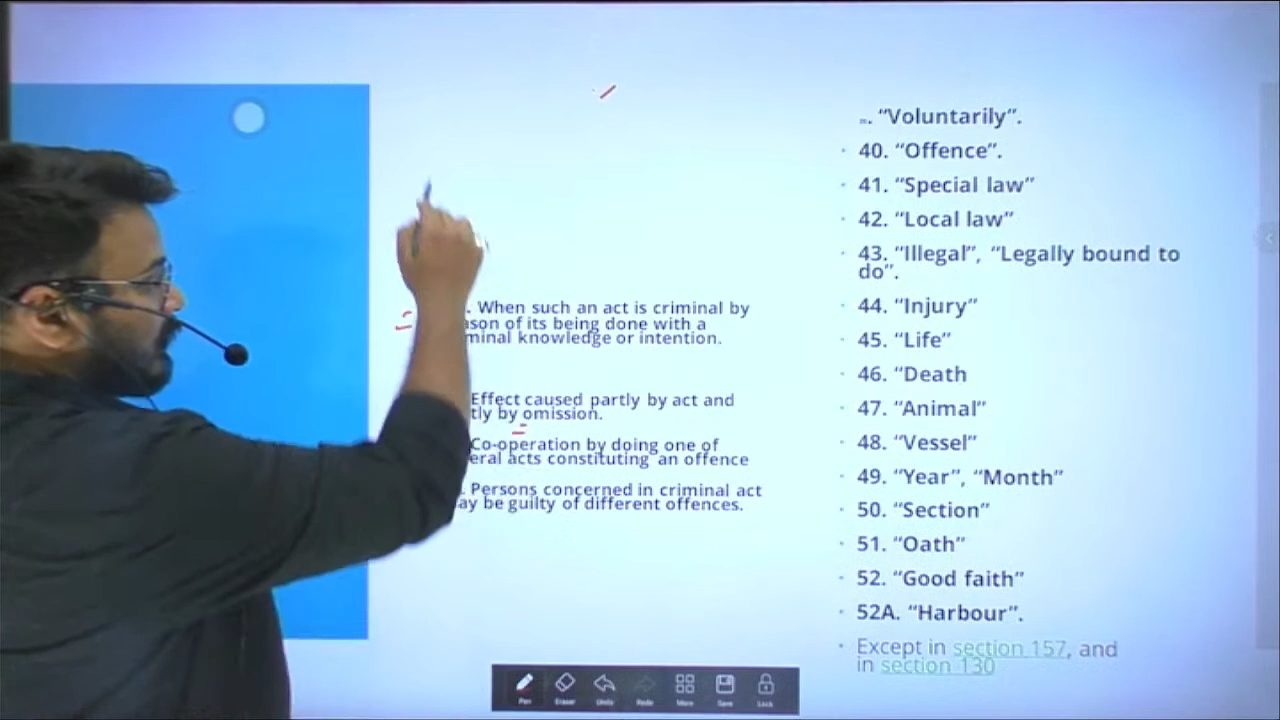 . When such an act is criminal by
ason of its being done with a
minal knowledge or intention.
Effect caused partly by act and
tly by omission.
Co-operation by doing one of
eral acts constituting an offence
. Persons concerned in criminal act
ay be guilty of different offences.
. “Voluntarily”.
40. “Offence”.
41. “Special law”
42. “Local law”
43. “Illegal”, “Legally bound to
do”.
44. “Injury”
45. “Life”
46. “Death
47. “Animal”
48. “Vessel”
49. “Year”, “Month”
50. “Section”
51. “Oath”
52. “Good faith”
52A. “Harbour”.
Except in section 157, and
in section 130
Pen Eraser Undo Redo More Save Lock